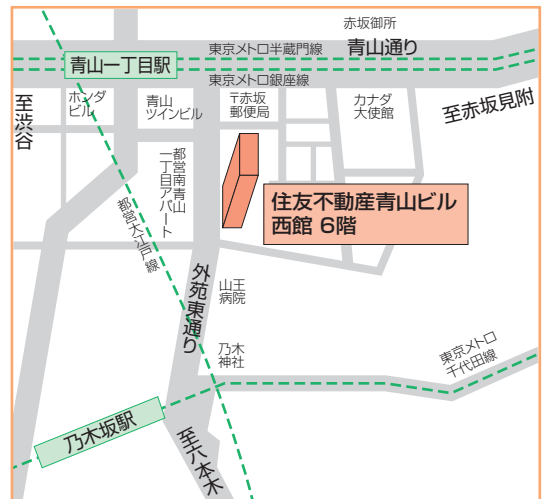 赤坂御所
東京メトロ半蔵門線
青山通り
青山一丁目駅
東京メトロ銀座線
至渋谷
ホンダ
ビル
青山
ツインビル
〒赤坂
郵便局
カナダ
大使館
至赤坂見附
都営南青山
一丁目アパート
都営大江戸線
住友不動産青山ビル
西館 6階
外苑東通り
山王
病院
乃木
神社
東京メトロ
千代田線
乃木坂駅
至六本木